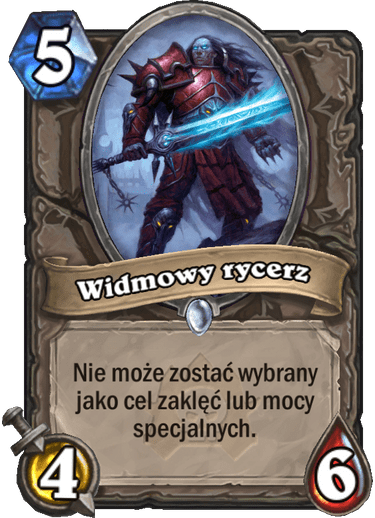 5
Widmowy rycerz
Nie może zostać wybrany
jako cel zaklęć lub mocy
specjalnych.
4
6